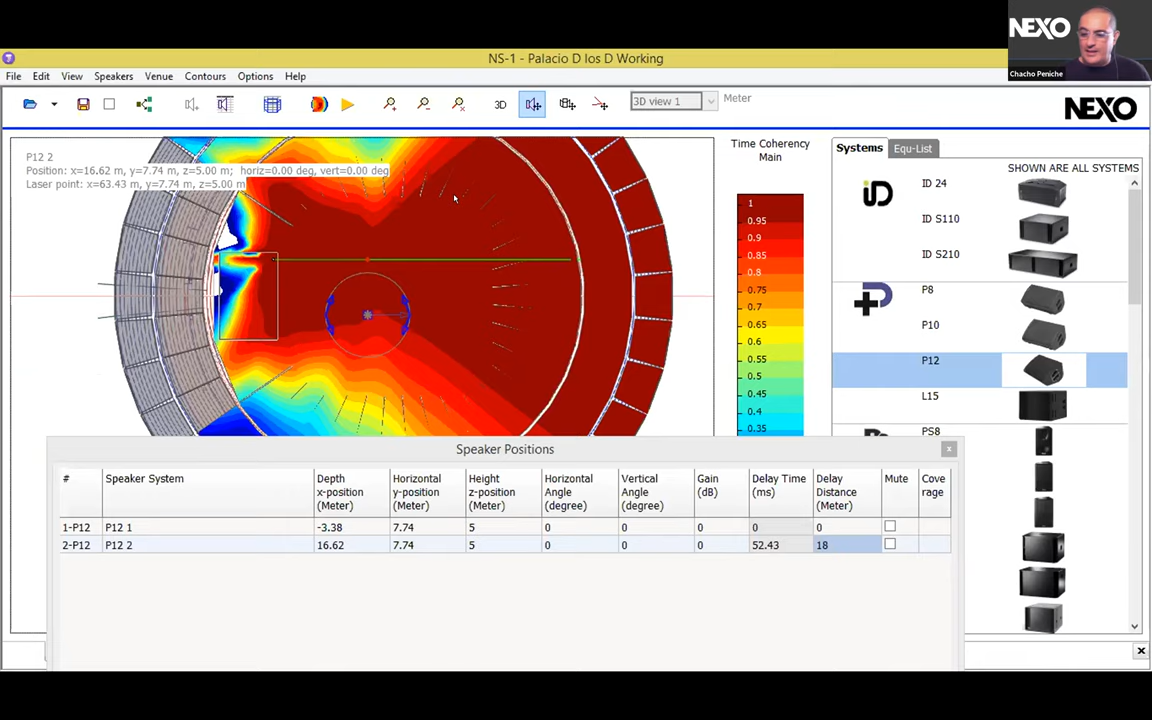 NEXO
Chacho Peniche
NS-1 - Palacio D los D Working
File Edit View Speakers Venue Contours Options Help
3D
3D view 1
Meter
NEXO
P12 2
Position: x=16.62 m, y=7.74 m, z=5.00 m; horiz=0.00 deg, vert=0.00 deg
Laser point: x=63.43 m, y=7.74 m, z=5.00 m
Time Coherency
Main
1
0.95
0.9
0.85
0.8
0.75
0.7
0.65
0.6
0.55
0.5
0.45
0.4
0.35
Systems Equ-List
SHOWN ARE ALL SYSTEMS
iD
ID 24
ID S110
ID S210
P+
P8
P10
P12
L15
PS8
Speaker Positions
x
# Speaker System Depth x-position (Meter) Horizontal y-position (Meter) Height z-position (Meter) Horizontal Angle (degree) Vertical Angle (degree) Gain (dB) Delay Time (ms) Delay Distance (Meter) Mute Cove rage
1-P12 P12 1 -3.38 7.74 5 0 0 0 0 0
2-P12 P12 2 16.62 7.74 5 0 0 0 52.43 18